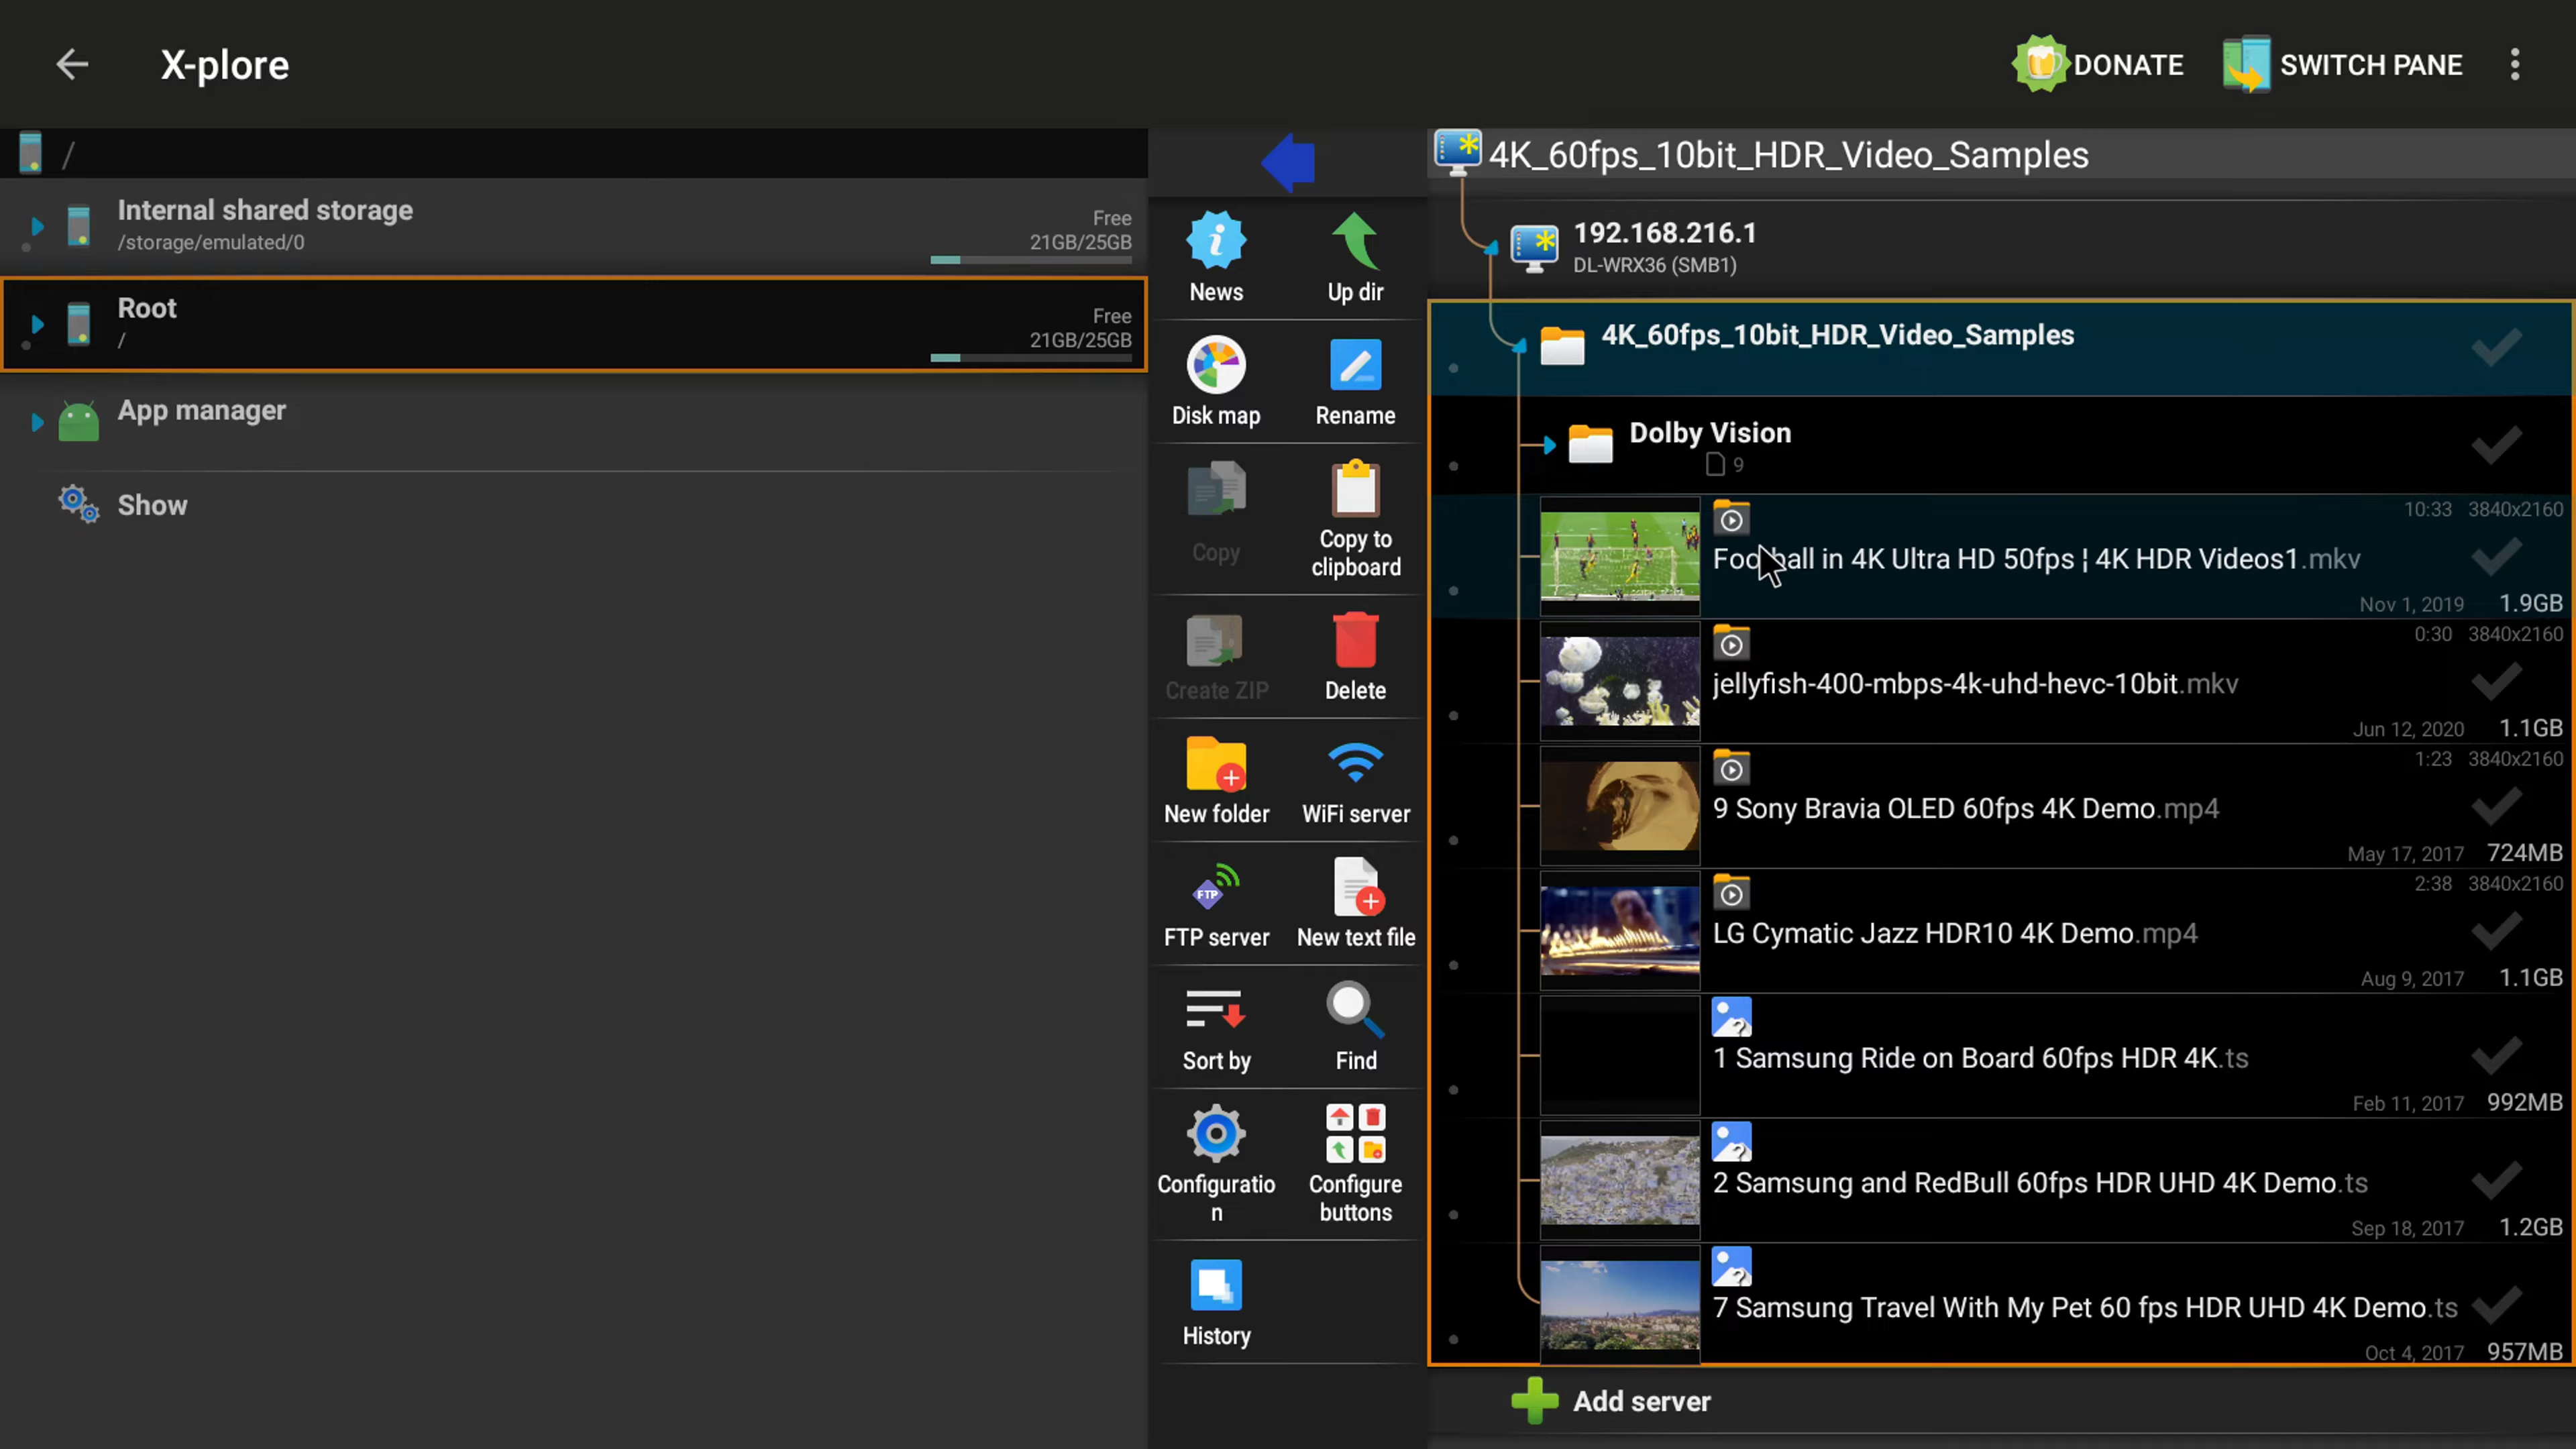 X-plore
DONATE
SWITCH PANE
/
Internal shared storage
/storage/emulated/0
Free
21GB/25GB
Root
/
Free
21GB/25GB
App manager
Show
News
Up dir
Disk map
Rename
Copy
Copy to
clipboard
Create ZIP
Delete
New folder
WiFi server
FTP
FTP server
New text file
Sort by
Find
Configuratio
n
Configure
buttons
History
4K_60fps_10bit_HDR_Video_Samples
192.168.216.1
DL-WRX36 (SMB1)
4K_60fps_10bit_HDR_Video_Samples
Dolby Vision
9
10:33 3840x2160
Football in 4K Ultra HD 50fps ¦ 4K HDR Videos1.mkv
Nov 1, 2019 1.9GB
0:30 3840x2160
jellyfish-400-mbps-4k-uhd-hevc-10bit.mkv
Jun 12, 2020 1.1GB
1:23 3840x2160
9 Sony Bravia OLED 60fps 4K Demo.mp4
May 17, 2017 724MB
2:38 3840x2160
LG Cymatic Jazz HDR10 4K Demo.mp4
Aug 9, 2017 1.1GB
1 Samsung Ride on Board 60fps HDR 4K.ts
Feb 11, 2017 992MB
2 Samsung and RedBull 60fps HDR UHD 4K Demo.ts
Sep 18, 2017 1.2GB
7 Samsung Travel With My Pet 60 fps HDR UHD 4K Demo.ts
Oct 4, 2017 957MB
Add server